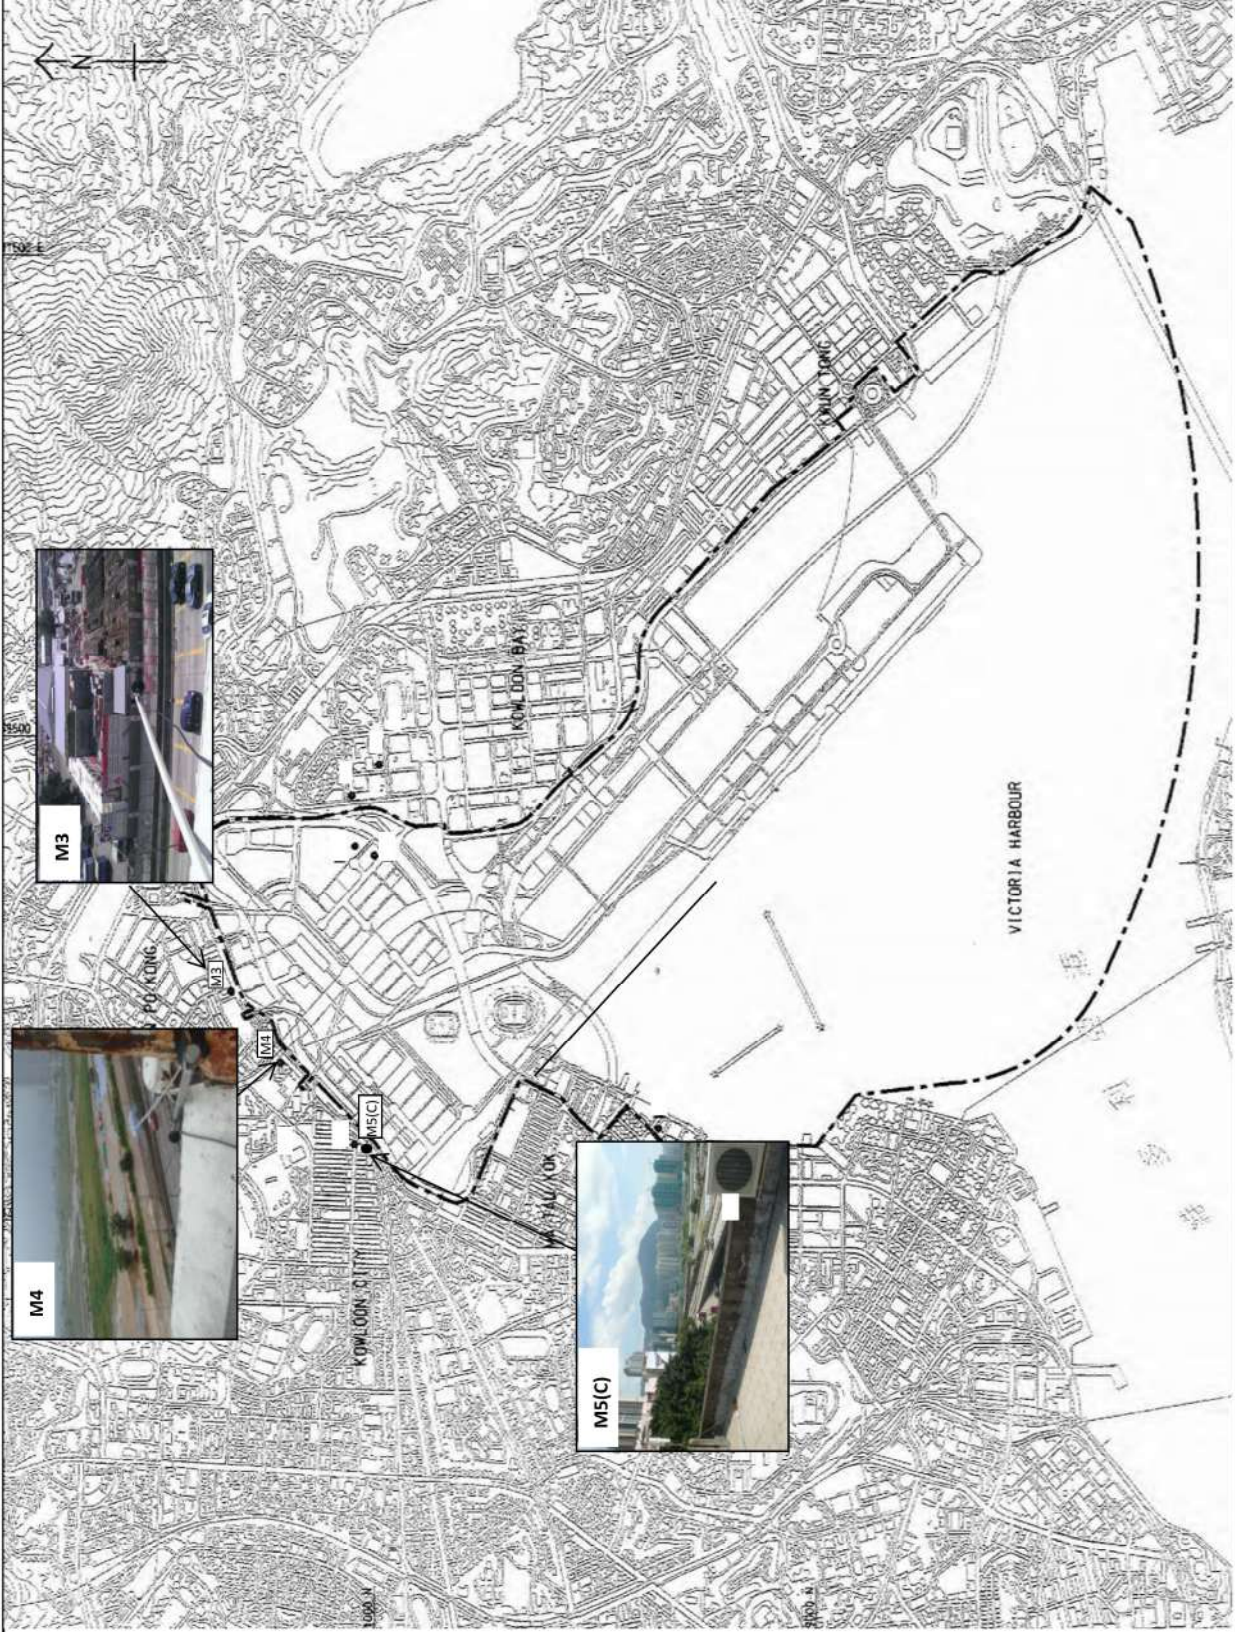 M4
M3
N
N PO KONG
M3
M4
KOWLOON CITY
M5(C)
KOWLOON BAY
MA TAU KOK
M5(C)
KWUN TONG
VICTORIA HARBOUR